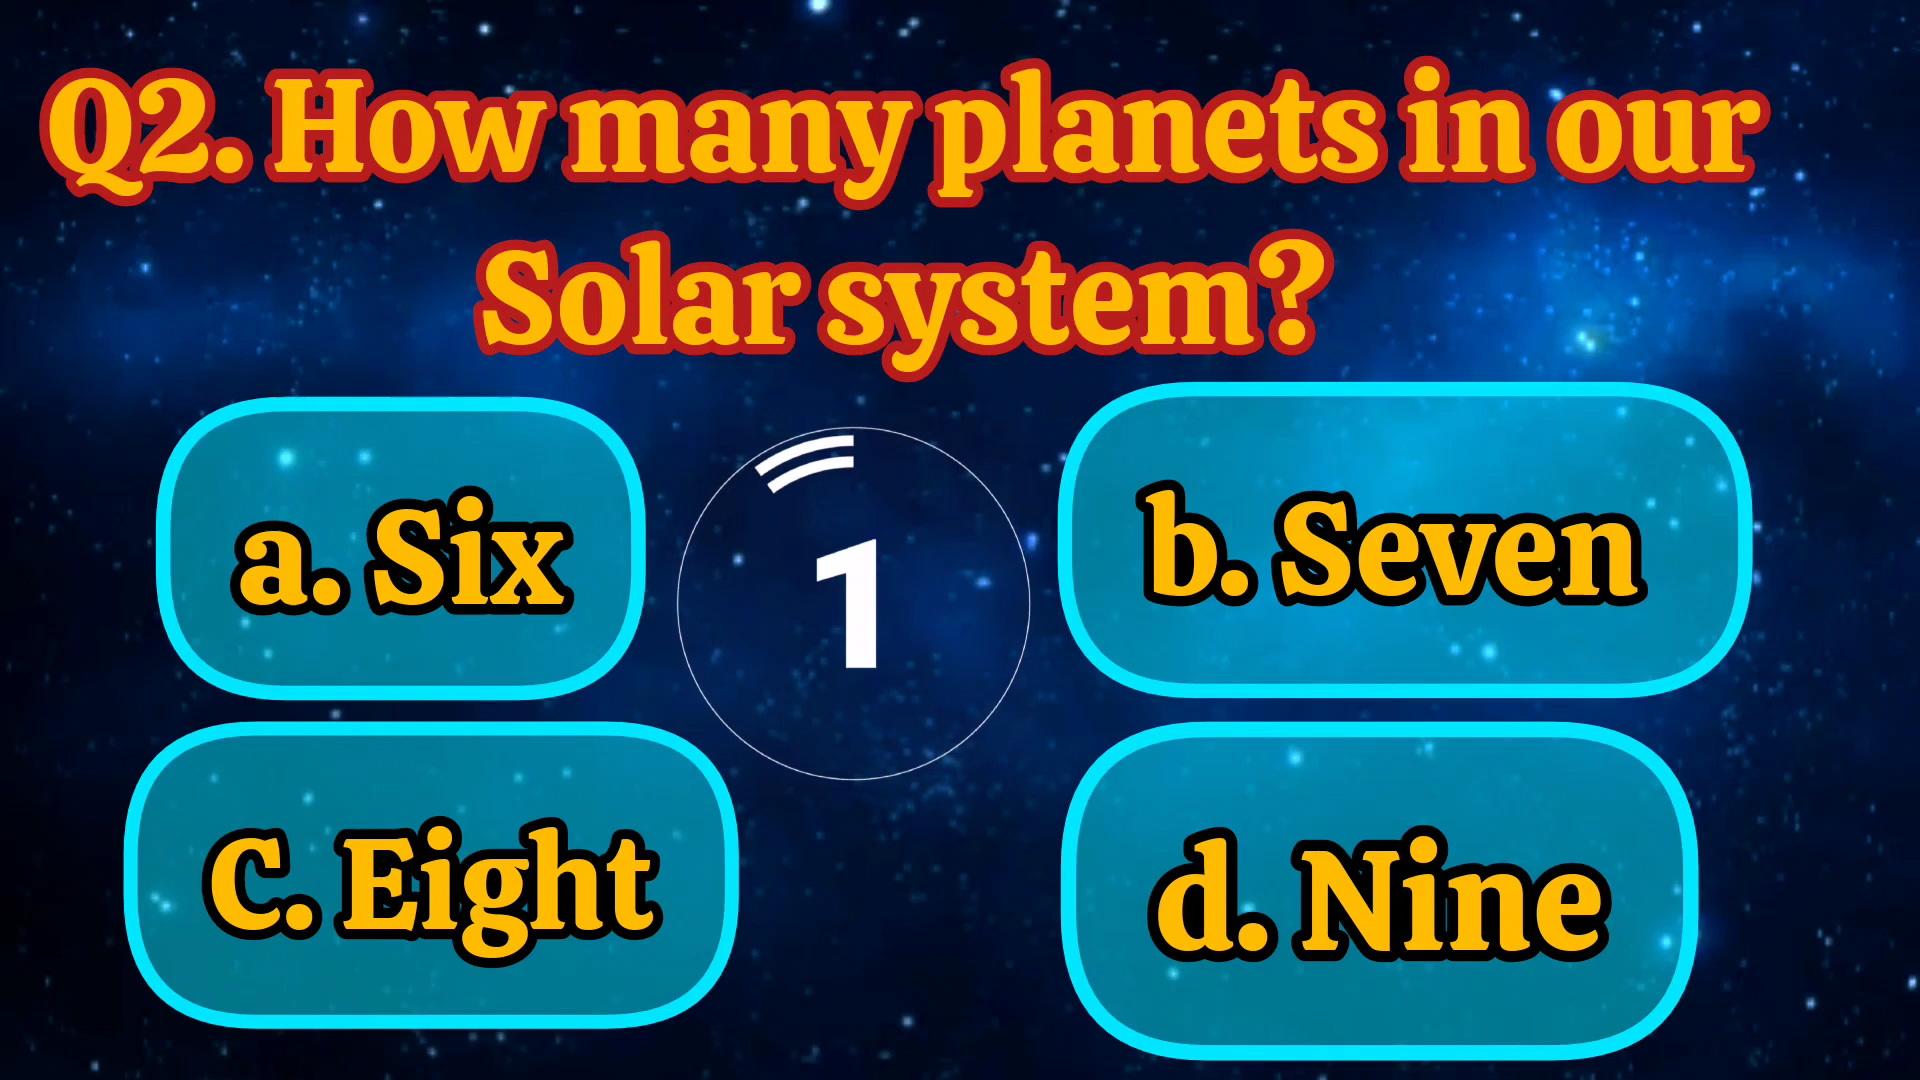 Q2. How many planets in our
Solar system?
a. Six
1
b. Seven
C. Eight
d. Nine